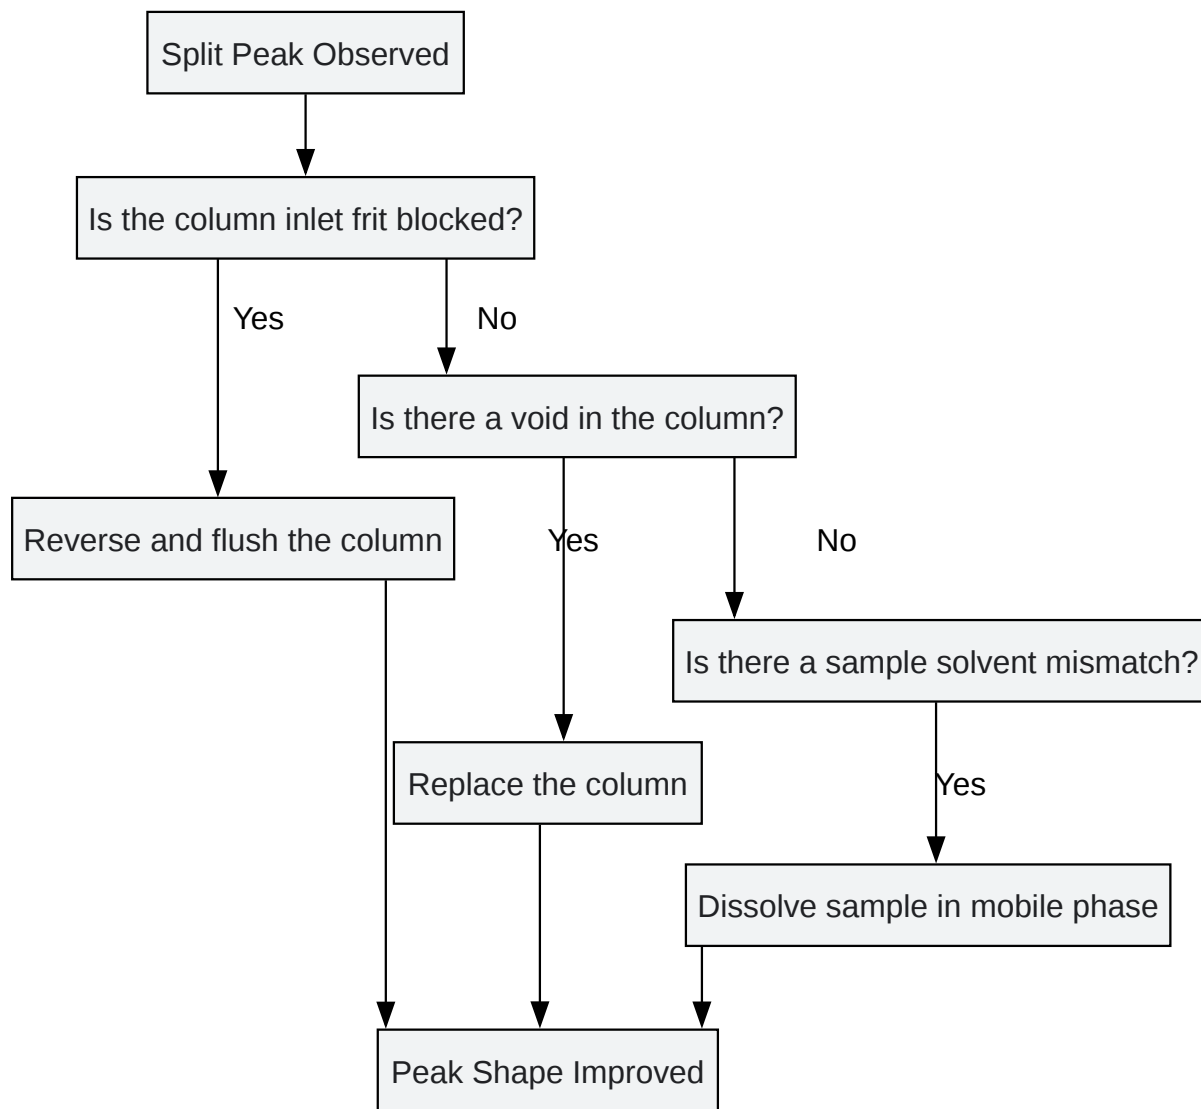 Split Peak Observed
Is the column inlet frit blocked?
Yes
No
Is there a void in the column?
Reverse and flush the column
Yes
No
Is there a sample solvent mismatch?
Replace the column
Yes
Dissolve sample in mobile phase
Peak Shape Improved